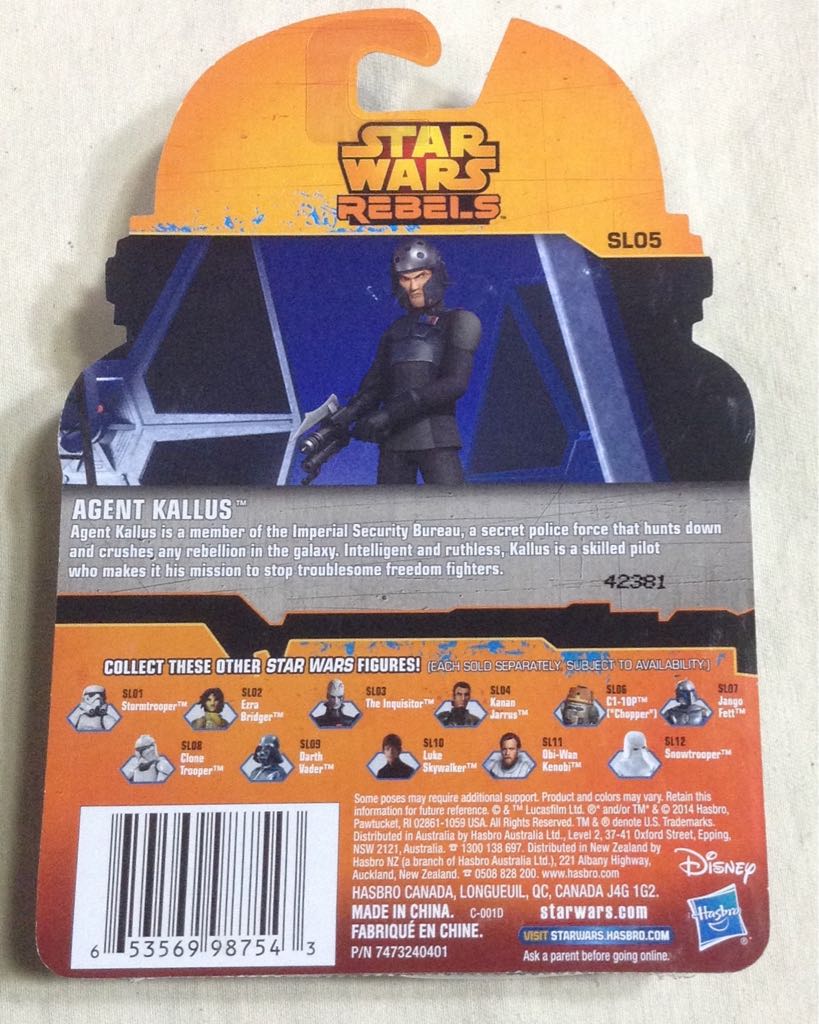 STAR
WARS
REBELS™
SL05
AGENT KALLUS™
Agent Kallus is a member of the Imperial Security Bureau, a secret police force that hunts down
and crushes any rebellion in the galaxy. Intelligent and ruthless, Kallus is a skilled pilot
who makes it his mission to stop troublesome freedom fighters.
42381
COLLECT THESE OTHER STAR WARS FIGURES! (EACH SOLD SEPARATELY. SUBJECT TO AVAILABILITY.)
SL01
Stormtrooper™
SL02
Ezra
Bridger™
SL03
The Inquisitor™
SL04
Kanan
Jarrus™
SL06
C1-10P™
("Chopper")
SL07
Jango
Fett™
SL08
Clone
Trooper™
SL09
Darth
Vader™
SL10
Luke
Skywalker™
SL11
Obi-Wan
Kenobi™
SL12
Snowtrooper™
Some poses may require additional support. Product and colors may vary. Retain this
information for future reference. © & ™ Lucasfilm Ltd. ®* and/or TM* & © 2014 Hasbro,
Pawtucket, RI 02861-1059 USA. All Rights Reserved. TM & ® denote U.S. Trademarks.
Distributed in Australia by Hasbro Australia Ltd., Level 2, 37-41 Oxford Street, Epping,
NSW 2121, Australia. ☎ 1300 138 697. Distributed in New Zealand by
Hasbro NZ (a branch of Hasbro Australia Ltd.), 221 Albany Highway,
Auckland, New Zealand. ☎ 0508 828 200. www.hasbro.com
HASBRO CANADA, LONGUEUIL, QC, CANADA J4G 1G2.
MADE IN CHINA. C-001D
FABRIQUÉ EN CHINE.
P/N 7473240401
starwars.com
VISIT STARWARS.HASBRO.COM
Ask a parent before going online.
Disney
Hasbro®
6 53569 98754 3